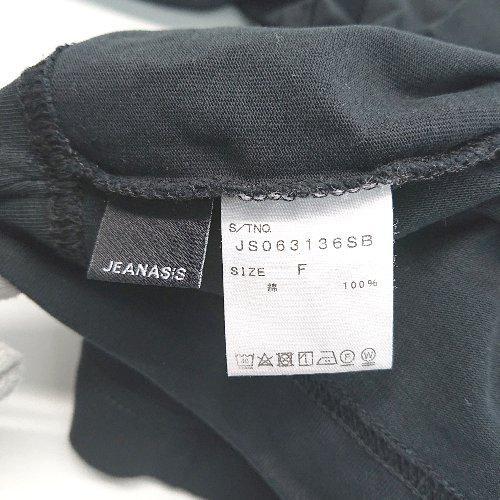 JEANASIS
S/TNO.
JS063136SB
SIZE F
綿 100%